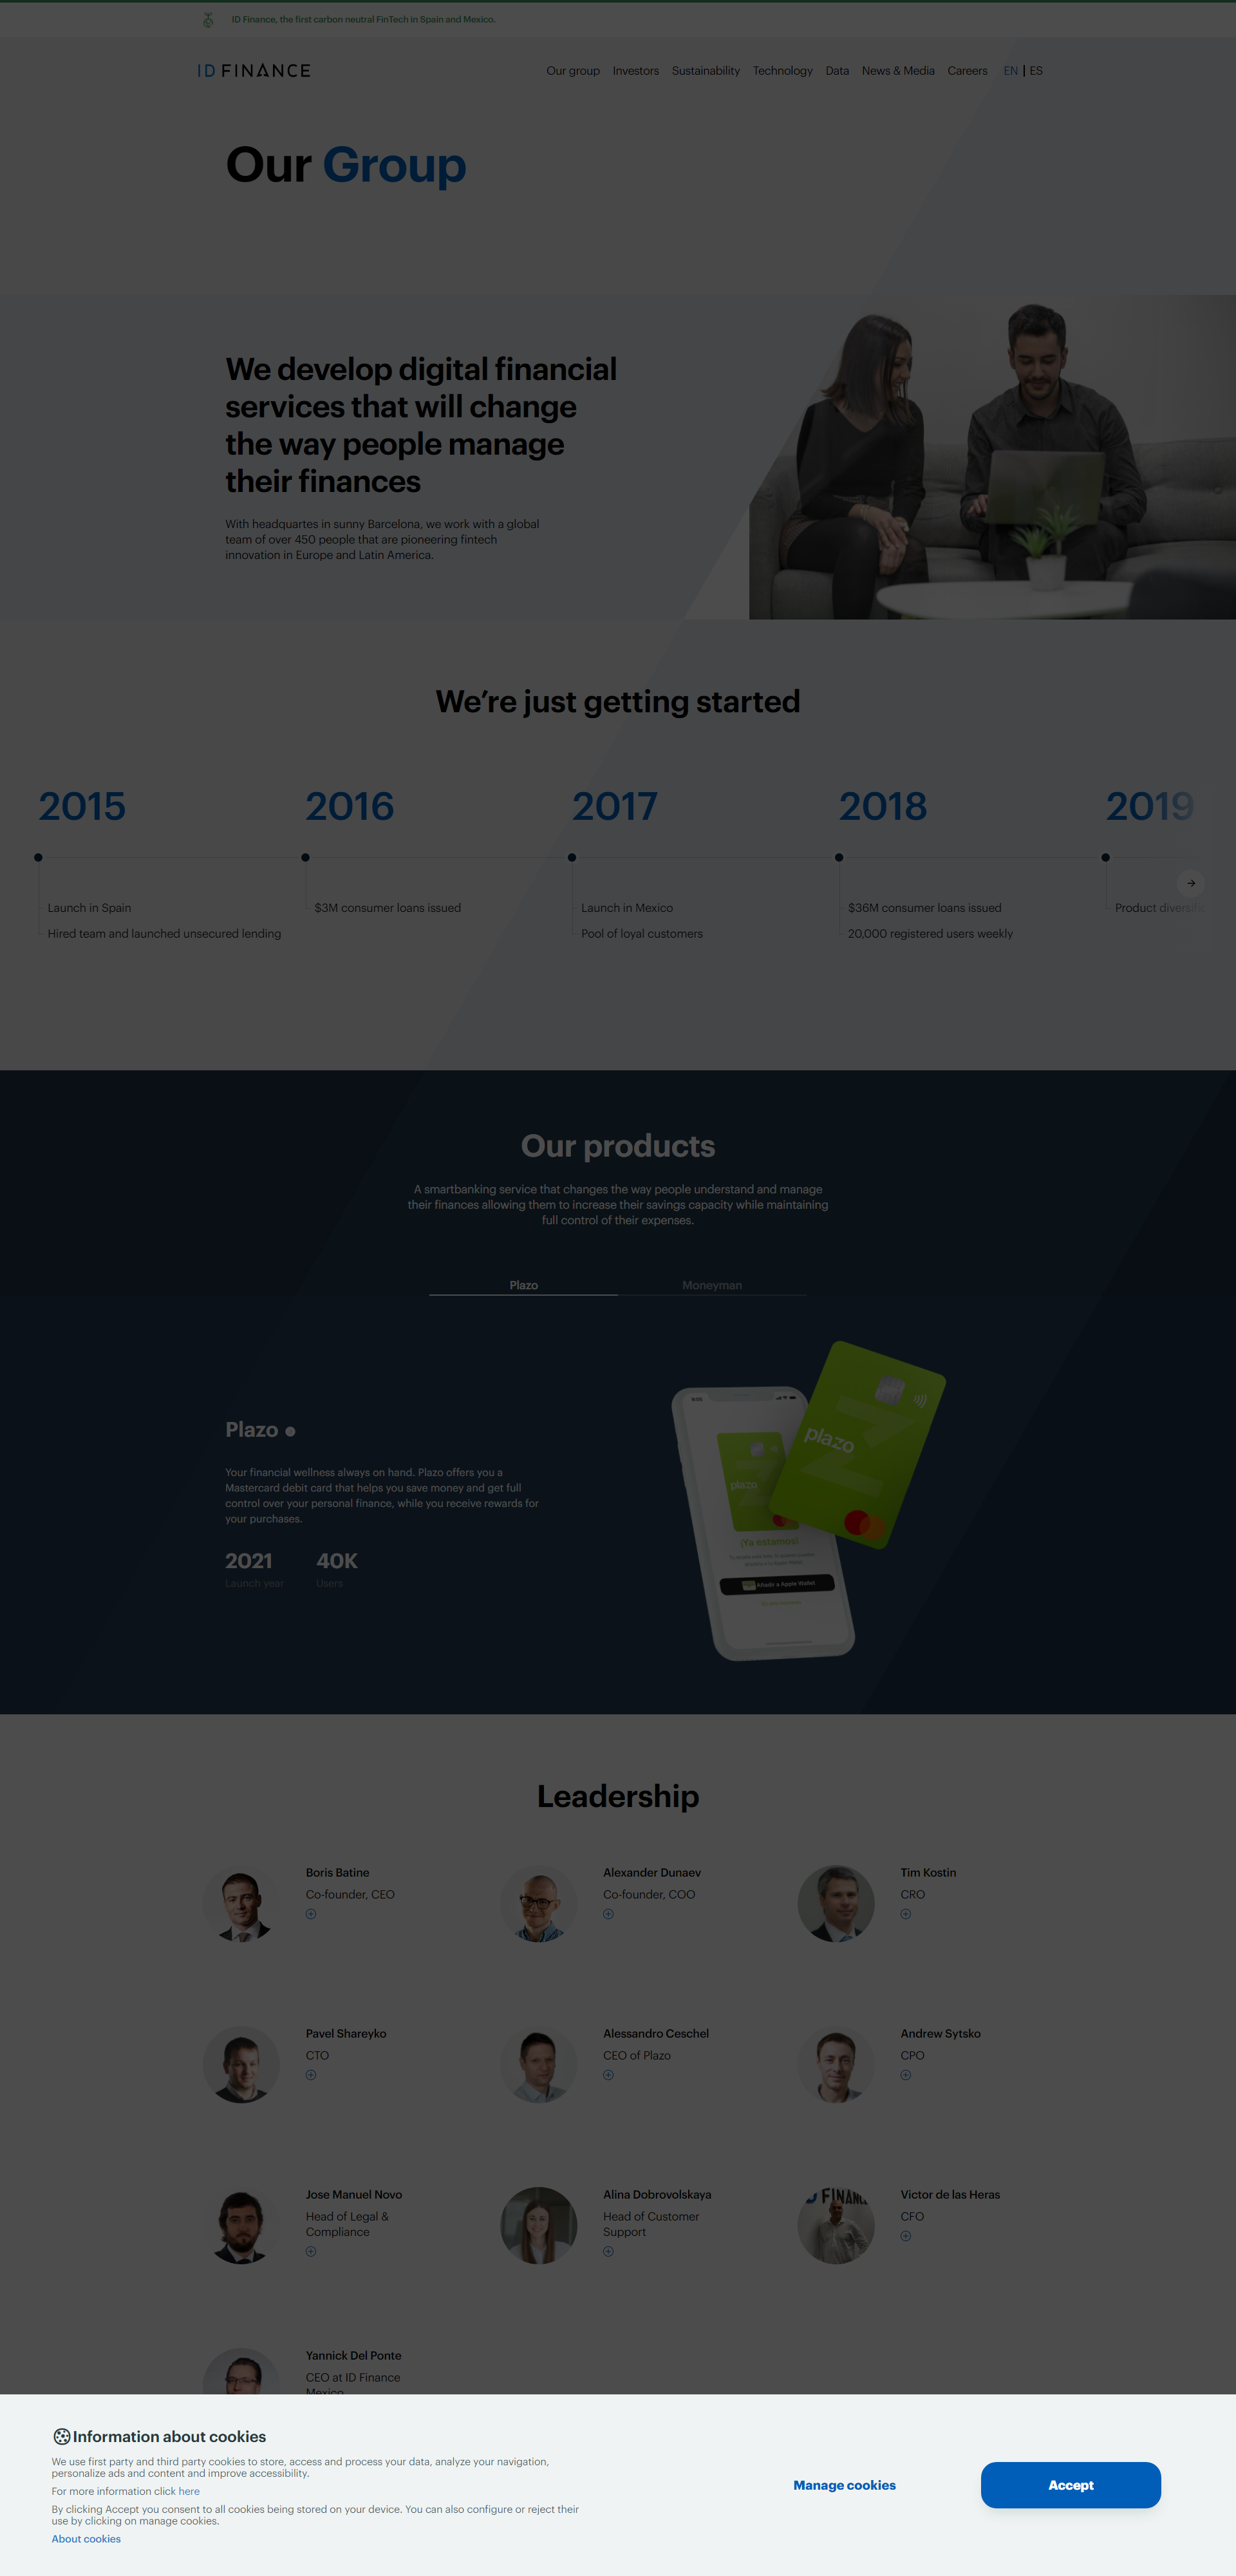 ID Finance, the first carbon neutral FinTech in Spain and Mexico.
ID FINANCE
Our group Investors Sustainability Technology Data News & Media Careers EN | ES
Our Group
We develop digital financial
services that will change
the way people manage
their finances
With headquartes in sunny Barcelona, we work with a global
team of over 450 people that are pioneering fintech
innovation in Europe and Latin America.
We're just getting started
2015 2016 2017 2018 2019
Launch in Spain
Hired team and launched unsecured lending
$3M consumer loans issued
Launch in Mexico
Pool of loyal customers
$36M consumer loans issued
20,000 registered users weekly
Product
Our products
A smartbanking service that changes the way people understand and manage
their finances allowing them to increase their savings capacity while maintaining
full control of their expenses.
Plazo Moneyman
Plazo
Your financial wellness always on hand. Plazo offers you a
Mastercard debit card that helps you save money and get full
control over your personal finance, while you receive rewards for
your purchases.
2021 40K
Launch year Users
plazo
plazo
¡Ya estamos!
Añadir a Apple Wallet
Leadership
Boris Batine
Co-founder, CEO
Alexander Dunaev
Co-founder, COO
Tim Kostin
CRO
Pavel Shareyko
CTO
Alessandro Ceschel
CEO of Plazo
Andrew Sytsko
CPO
Jose Manuel Novo
Head of Legal &
Compliance
Alina Dobrovolskaya
Head of Customer
Support
Victor de las Heras
CFO
Yannick Del Ponte
CEO at ID Finance
Mexico
Information about cookies
We use first party and third party cookies to store, access and process your data, analyze your navigation,
personalize ads and content and improve accessibility.
For more information click here
By clicking Accept you consent to all cookies being stored on your device. You can also configure or reject their
use by clicking on manage cookies.
About cookies
Manage cookies
Accept